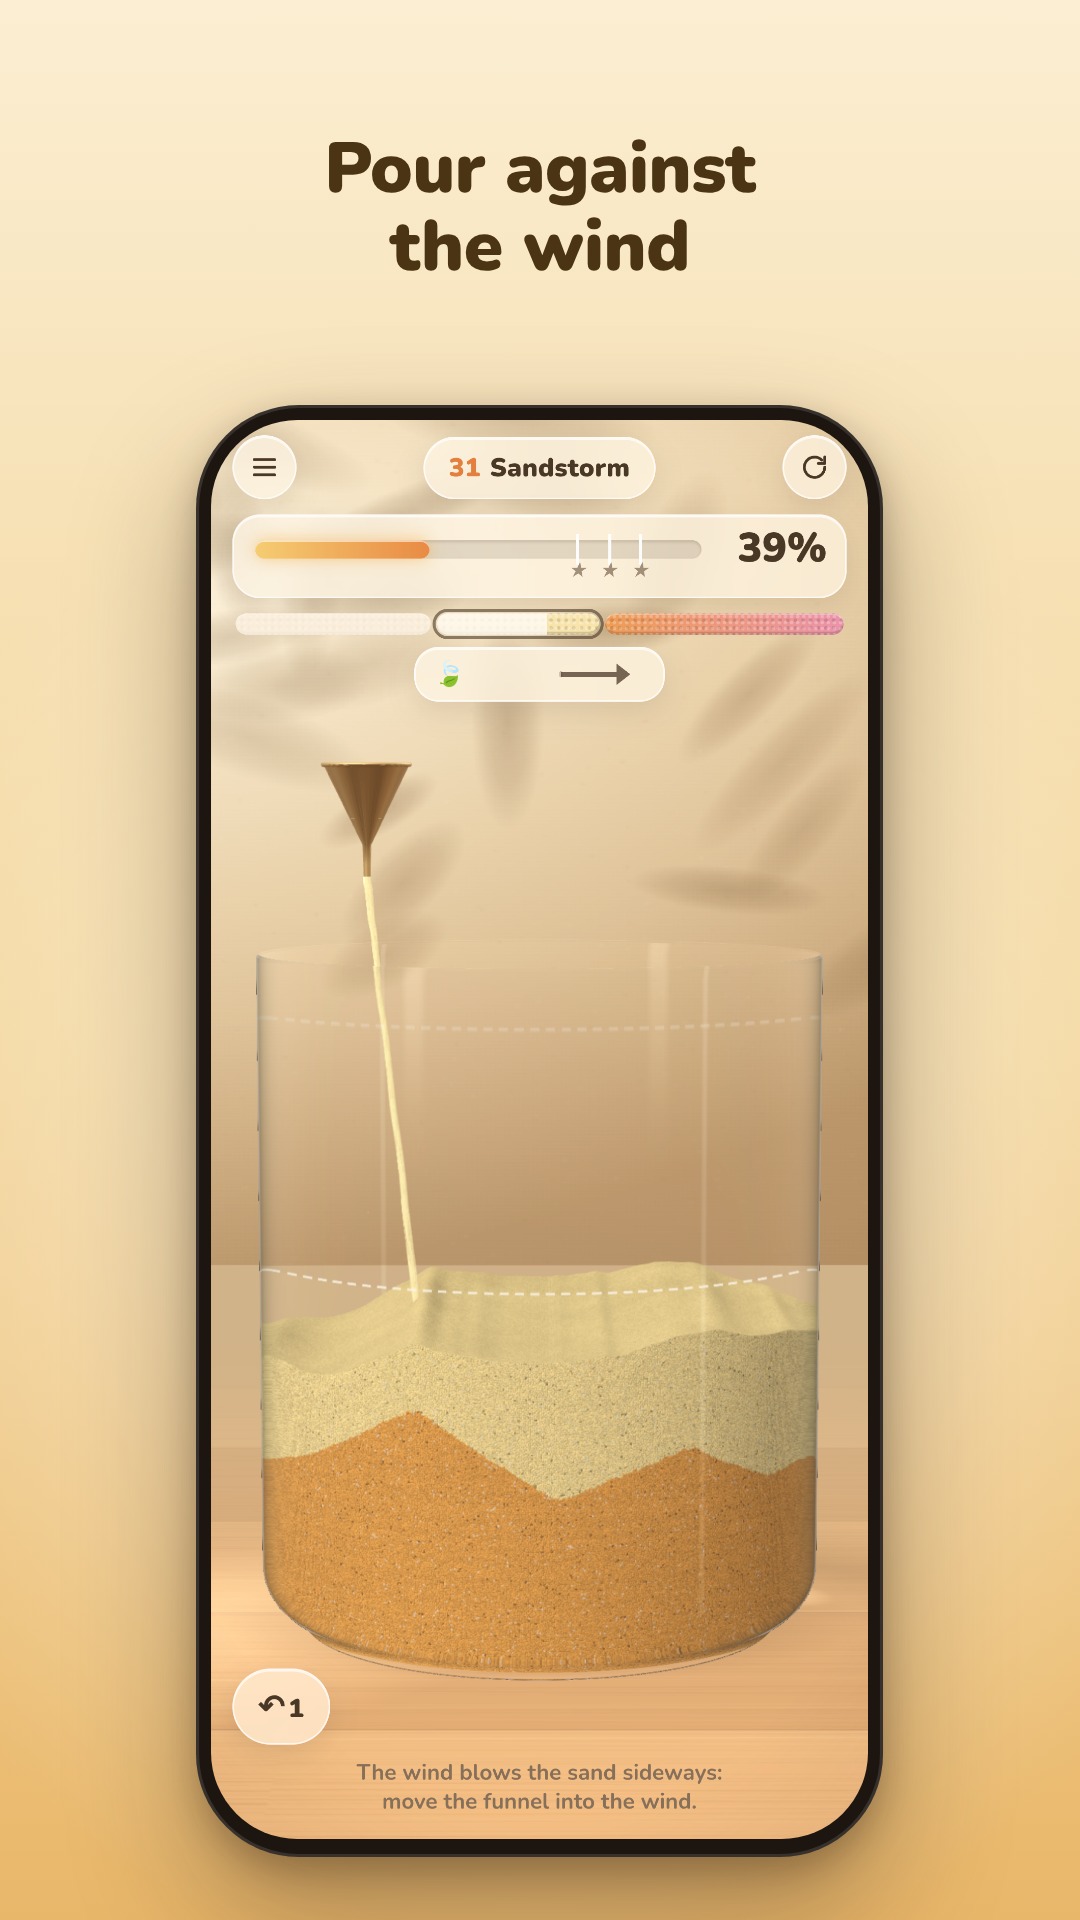 Pour against
the wind
31 Sandstorm
39%
1
The wind blows the sand sideways:
move the funnel into the wind.